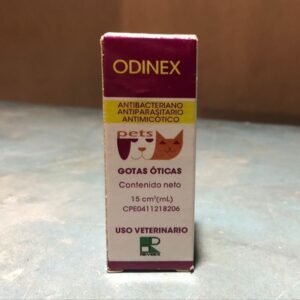 ODINEX
ANTIBACTERIANO
ANTIPARASITARIO
ANTIMICÓTICO
pets
GOTAS ÓTICAS
Contenido neto
15 cm³(mL)
CPE0411218206
USO VETERINARIO